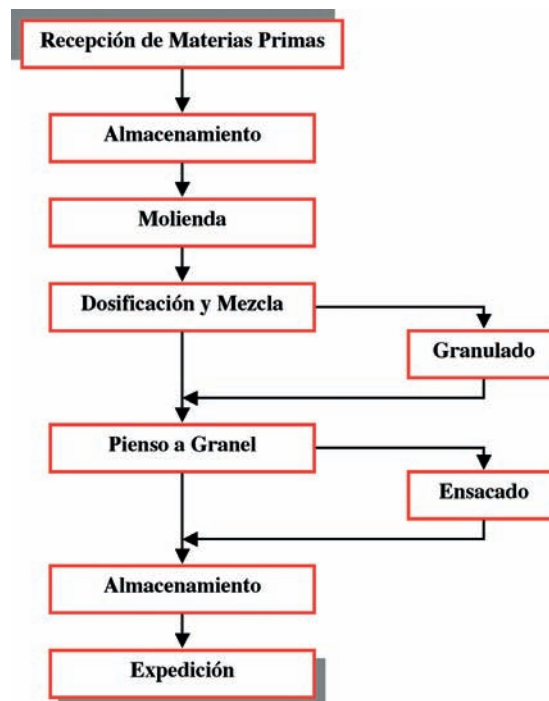 Recepción de Materias Primas
Almacenamiento
Molienda
Dosificación y Mezcla
Granulado
Pienso a Granel
Ensacado
Almacenamiento
Expedición